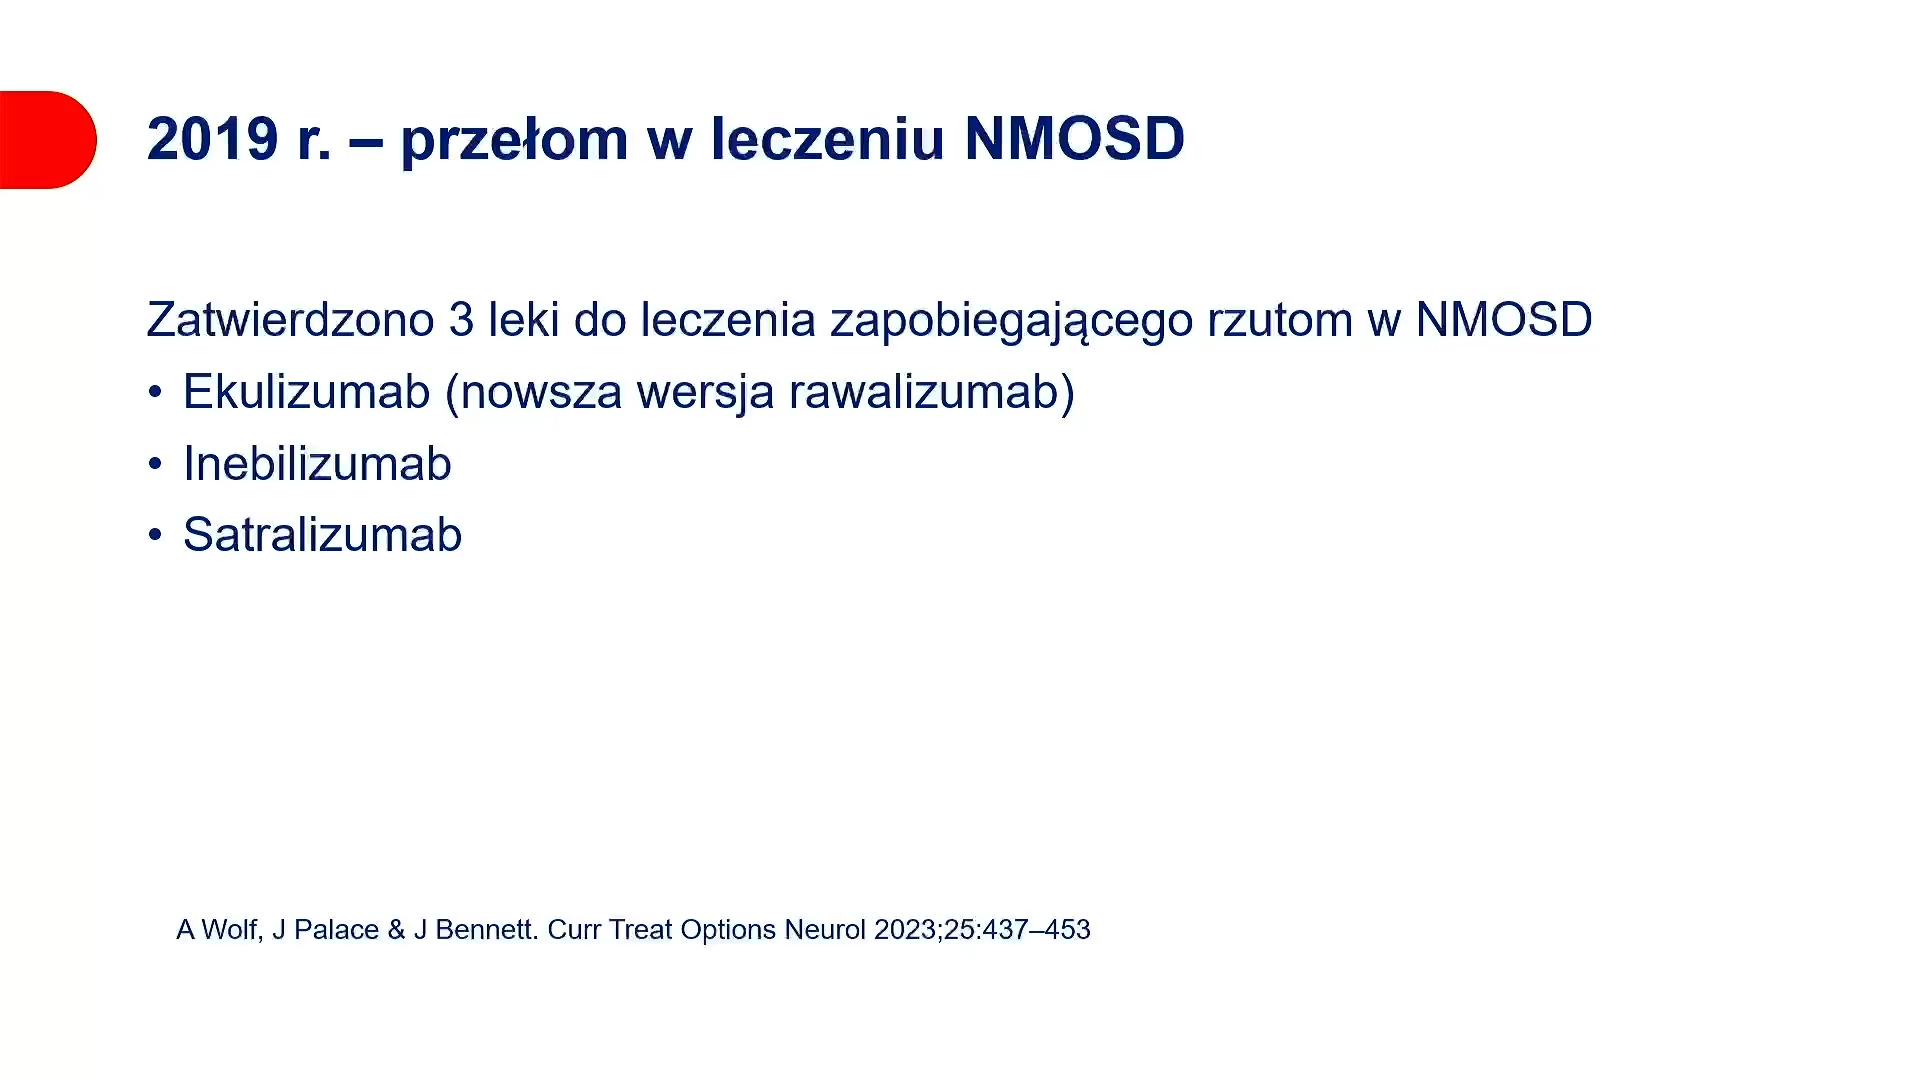 2019 r. – przełom w leczeniu NMOSD
Zatwierdzono 3 leki do leczenia zapobiegającego rzutom w NMOSD
• Ekulizumab (nowsza wersja rawalizumab)
• Inebilizumab
• Satralizumab
A Wolf, J Palace & J Bennett. Curr Treat Options Neurol 2023;25:437–453